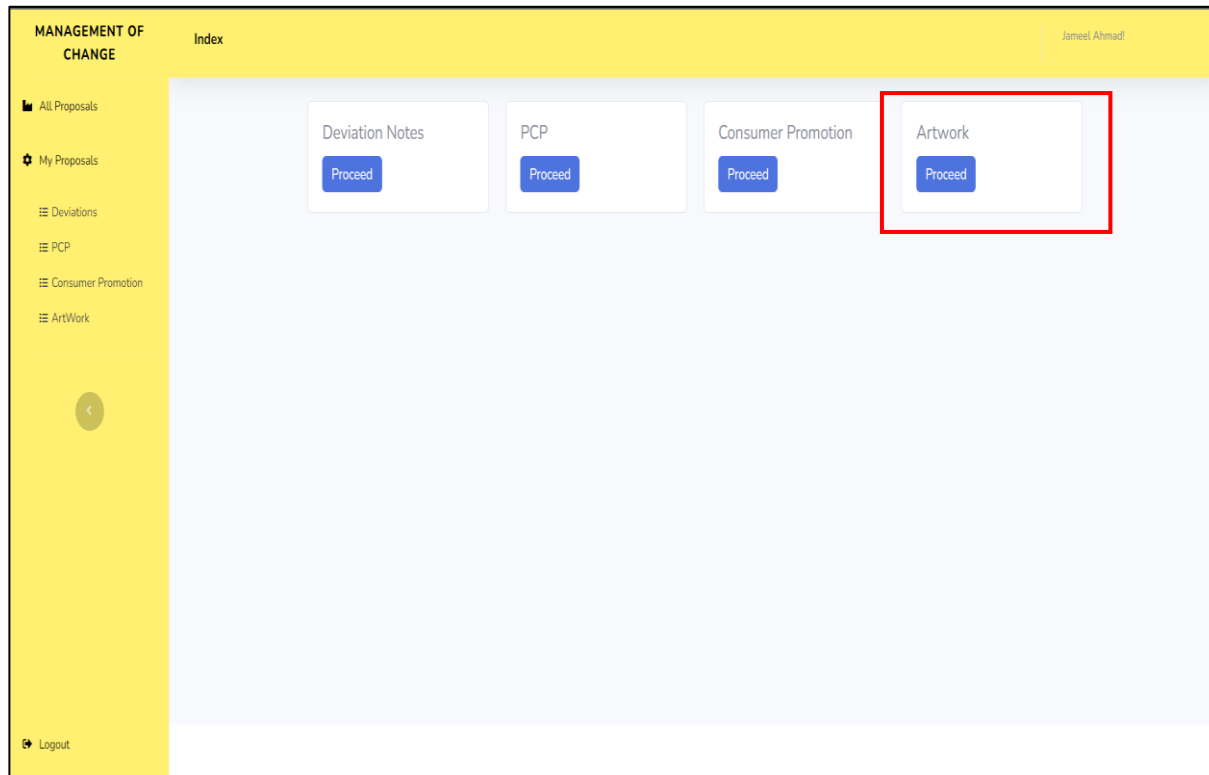 MANAGEMENT OF
CHANGE
Index
Jameel Ahmad!
All Proposals
My Proposals
Deviations
PCP
Consumer Promotion
ArtWork
Logout
Deviation Notes
Proceed
PCP
Proceed
Consumer Promotion
Proceed
Artwork
Proceed